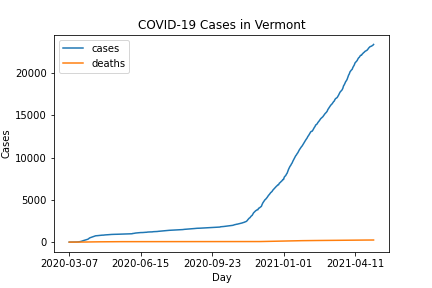 COVID-19 Cases in Vermont
cases
deaths
20000
15000
10000
5000
0
Cases
2020-03-07 2020-06-15 2020-09-23 2021-01-01 2021-04-11
Day